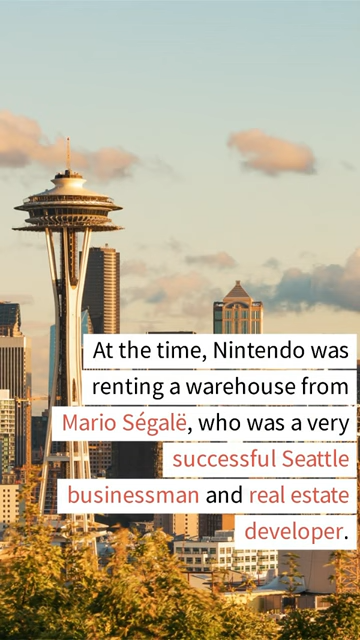 At the time, Nintendo was
renting a warehouse from
Mario Ségalë, who was a very
successful Seattle
businessman and real estate
developer.